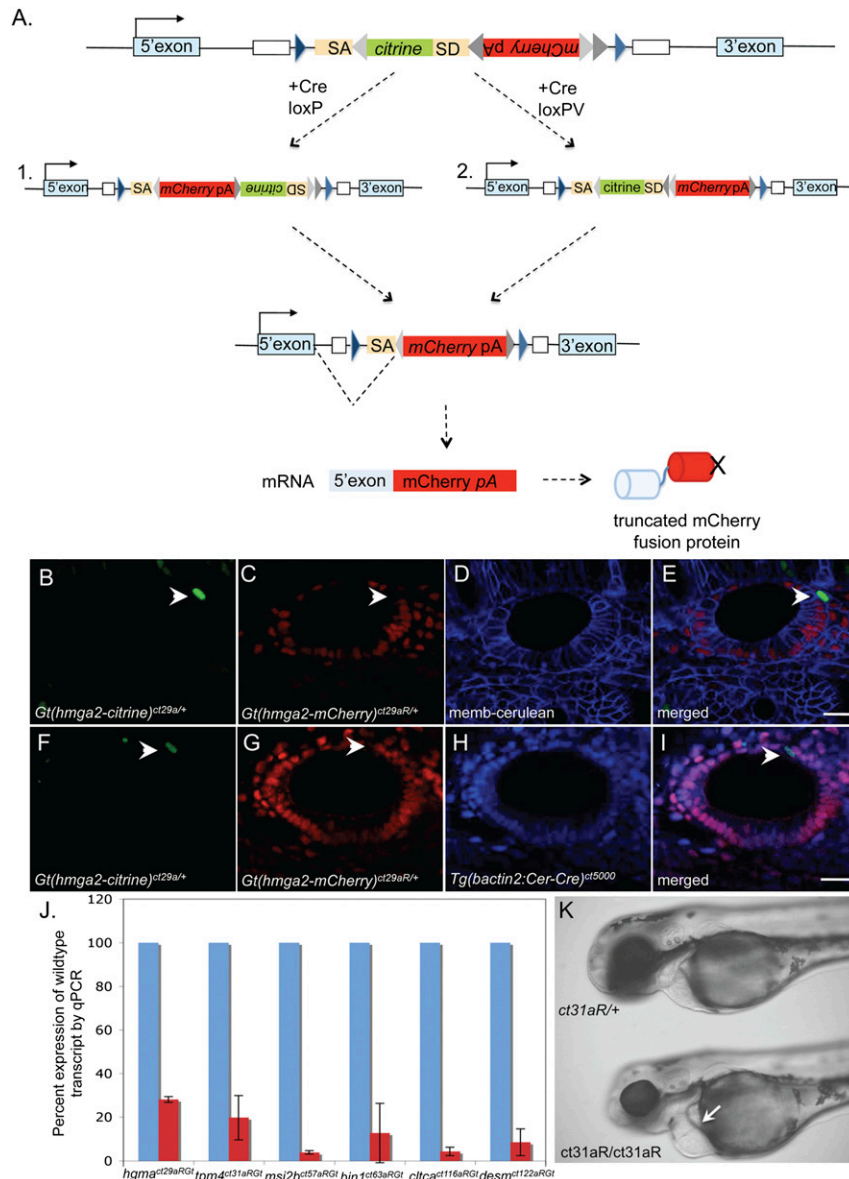 A.
5'exon
SA
citrine
SD
pA
mCherry
3'exon
+Cre
loxP
+Cre
loxPV
1.
5'exon
SA
mCherry pA
citrine
SD
3'exon
2.
5'exon
SA
citrine
SD
mCherry pA
3'exon
5'exon
SA
mCherry pA
3'exon
mRNA
5'exon
mCherry pA
X
truncated mCherry
fusion protein
B
Gt(hmga2-citrine)ct29a/+
C
Gt(hmga2-mCherry)ct29aR/+
D
memb-cerulean
E
merged
F
Gt(hmga2-citrine)ct29a/+
G
Gt(hmga2-mCherry)ct29aR/+
H
Tg(bactin2:Cer-Cre)ct5000
I
merged
J.
Percent expression of wildtype
transcript by qPCR
120
100
80
60
40
20
0
hgmact29aRGt
tpm4ct31aRGt
msi2bct57aRGt
bin1ct63aRGt
cltcact116aRGt
desmct122aRGt
K
ct31aR/+
ct31aR/ct31aR